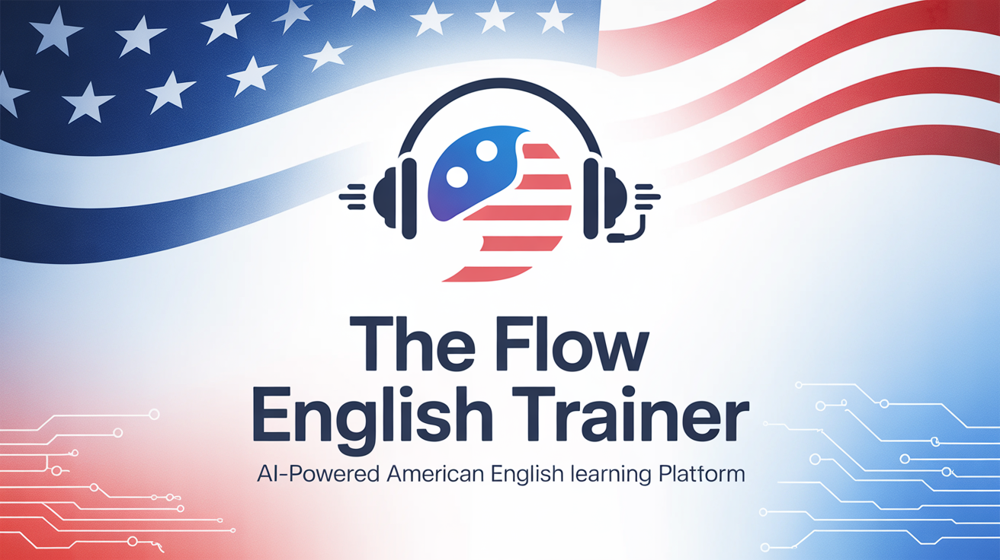 The Flow
English Trainer
AI-Powered American English learning Platform